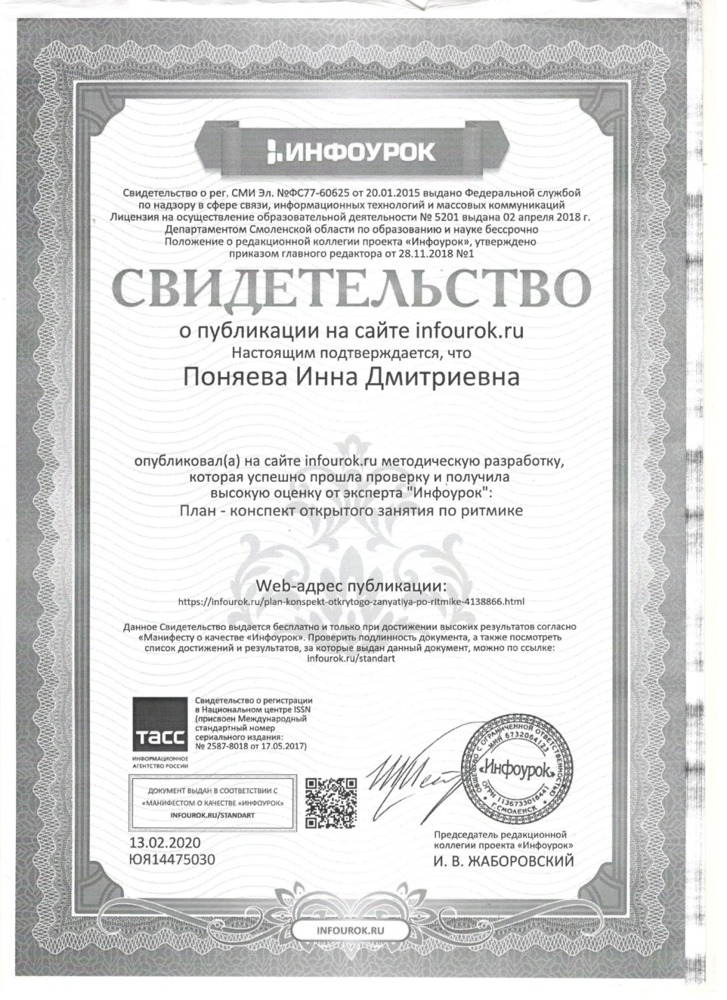 ИНФОУРОК
Свидетельство о рег. СМИ Эл. №ФС77-60625 от 20.01.2015 выдано Федеральной службой
по надзору в сфере связи, информационных технологий и массовых коммуникаций
Лицензия на осуществление образовательной деятельности № 5201 выдана 02 апреля 2018 г.
Департаментом Смоленской области по образованию и науке бессрочно
Положение о редакционной коллегии проекта «Инфоурок», утверждено
приказом главного редактора от 28.11.2018 №1
СВИДЕТЕЛЬСТВО
о публикации на сайте infourok.ru
Настоящим подтверждается, что
Поняева Инна Дмитриевна
опубликовал(а) на сайте infourok.ru методическую разработку,
которая успешно прошла проверку и получила
высокую оценку от эксперта "Инфоурок":
План - конспект открытого занятия по ритмике
Web-адрес публикации:
https://infourok.ru/plan-konspekt-otkrytogo-zanyatiya-po-ritmike-4138866.html
Данное Свидетельство выдается бесплатно и только при достижении высоких результатов согласно
«Манифесту о качестве «Инфоурок». Проверить подлинность документа, а также посмотреть
список достижений и результатов, за которые выдан данный документ, можно по ссылке:
infourok.ru/standart
тасс
ИНФОРМАЦИОННОЕ
АГЕНТСТВО РОССИИ
Свидетельство о регистрации
в Национальном центре ISSN
(присвоен Международный
стандартный номер
сериального издания:
№ 2587-8018 от 17.05.2017)
ДОКУМЕНТ ВЫДАН В СООТВЕТСТВИИ С
«МАНИФЕСТОМ О КАЧЕСТВЕ «ИНФОУРОК»
INFOUROK.RU/STANDART
13.02.2020
ЮЯ14475030
ОБЩЕСТВО С ОГРАНИЧЕННОЙ ОТВЕТСТВЕННОСТЬЮ
ИНН 6732064123
«Инфоурок»
ОГРН 1136733016441
Г.СМОЛЕНСК
Председатель редакционной
коллегии проекта «Инфоурок»
И. В. ЖАБОРОВСКИЙ
INFOUROK.RU